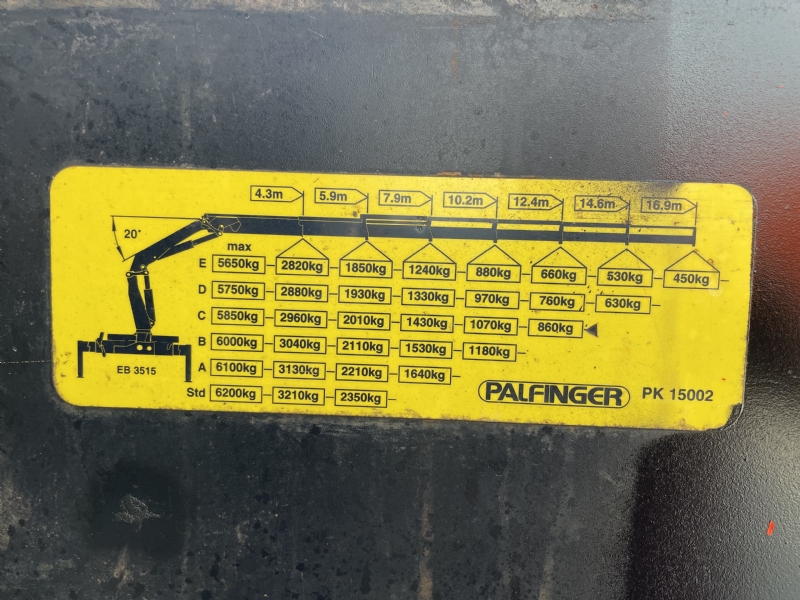 4.3m 5.9m 7.9m 10.2m 12.4m 14.6m 16.9m
20°
max
E 5650kg 2820kg 1850kg 1240kg 880kg 660kg 530kg 450kg
D 5750kg 2880kg 1930kg 1330kg 970kg 760kg 630kg
C 5850kg 2960kg 2010kg 1430kg 1070kg 860kg
B 6000kg 3040kg 2110kg 1530kg 1180kg
A 6100kg 3130kg 2210kg 1640kg
Std 6200kg 3210kg 2350kg
EB 3515
PALFINGER PK 15002